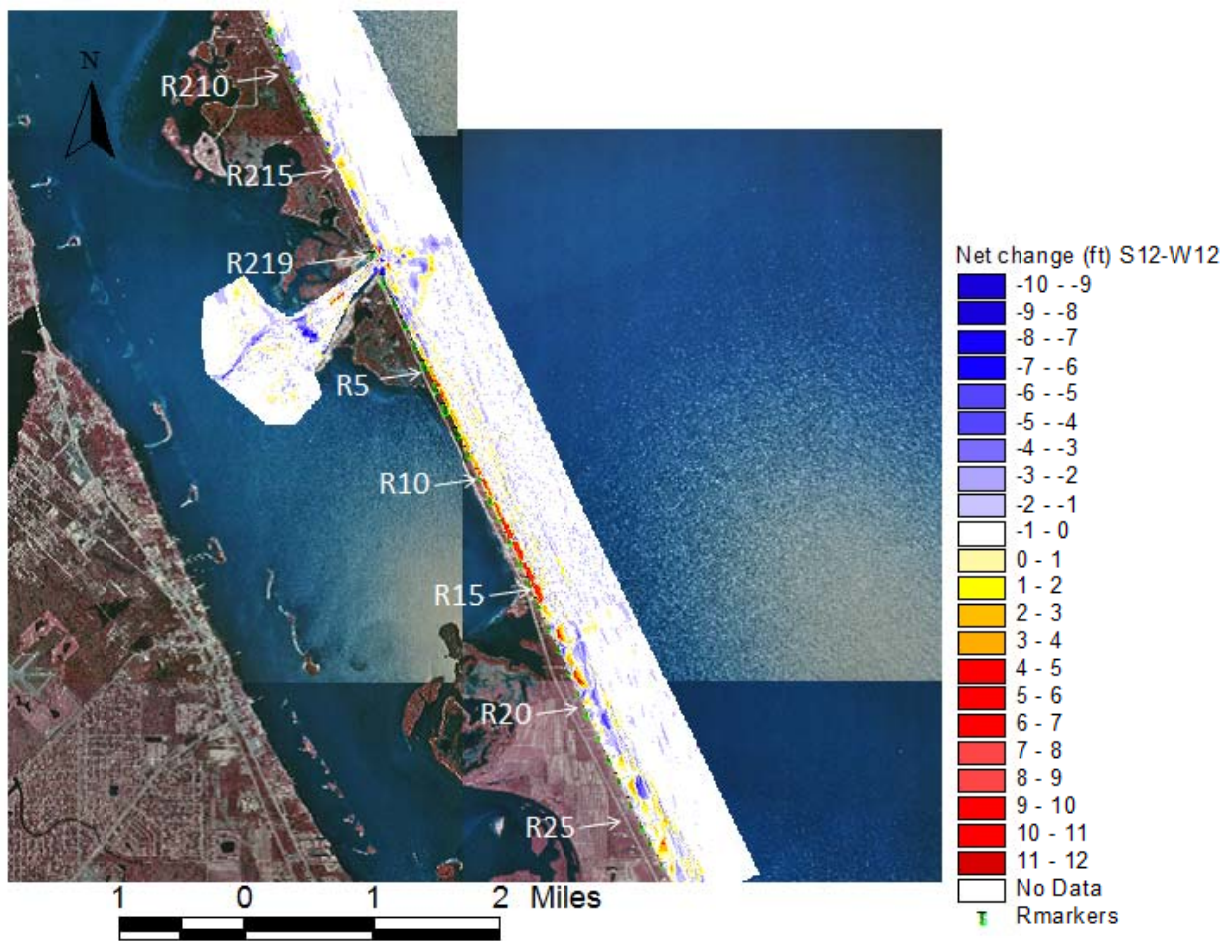 N
R210
R215
R219
R5
R10
R15
R20
R25
1 0 1 2 Miles
Net change (ft) S12-W12
-10 - -9
-9 - -8
-8 - -7
-7 - -6
-6 - -5
-5 - -4
-4 - -3
-3 - -2
-2 - -1
-1 - 0
0 - 1
1 - 2
2 - 3
3 - 4
4 - 5
5 - 6
6 - 7
7 - 8
8 - 9
9 - 10
10 - 11
11 - 12
No Data
Rmarkers